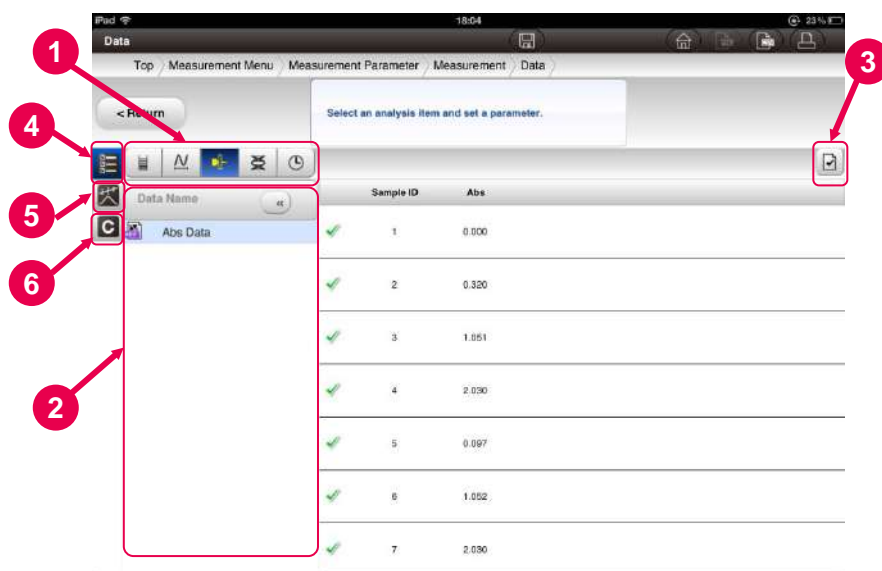 iPad 18:04 23%
Data
Top Measurement Menu Measurement Parameter Measurement Data
< Return
Select an analysis item and set a parameter.
Data Name «
Sample ID Abs
Abs Data
1 0.000
2 0.320
3 1.051
4 2.030
5 0.097
6 1.052
7 2.030
C
1
2
3
4
5
6